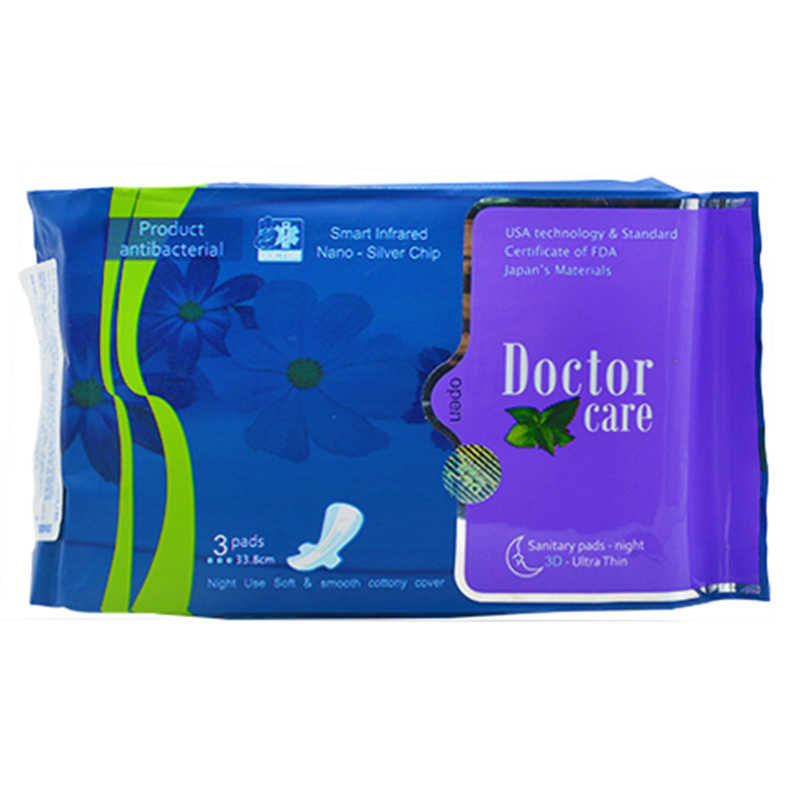 Product
antibacterial
Smart Infrared
Nano - Silver Chip
USA technology & Standard
Certificate of FDA
Japan's Materials
open
Doctor
care
3 pads
33.8cm
Night Use Soft & smooth cottony cover
Sanitary pads - night
3D - Ultra Thin